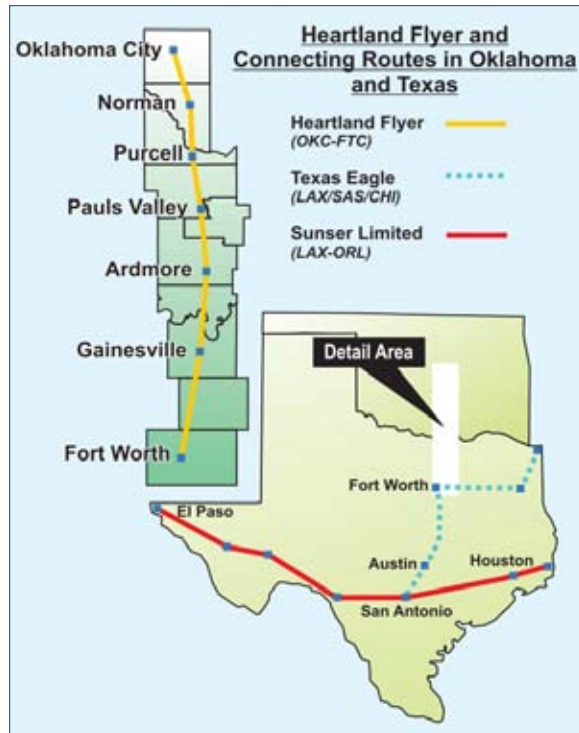 Heartland Flyer and
Connecting Routes in Oklahoma
and Texas
Heartland Flyer
(OKC-FTC)
Texas Eagle
(LAX/SAS/CHI)
Sunser Limited
(LAX-ORL)
Oklahoma City
Norman
Purcell
Pauls Valley
Ardmore
Gainesville
Fort Worth
Detail Area
Fort Worth
El Paso
Austin
Houston
San Antonio